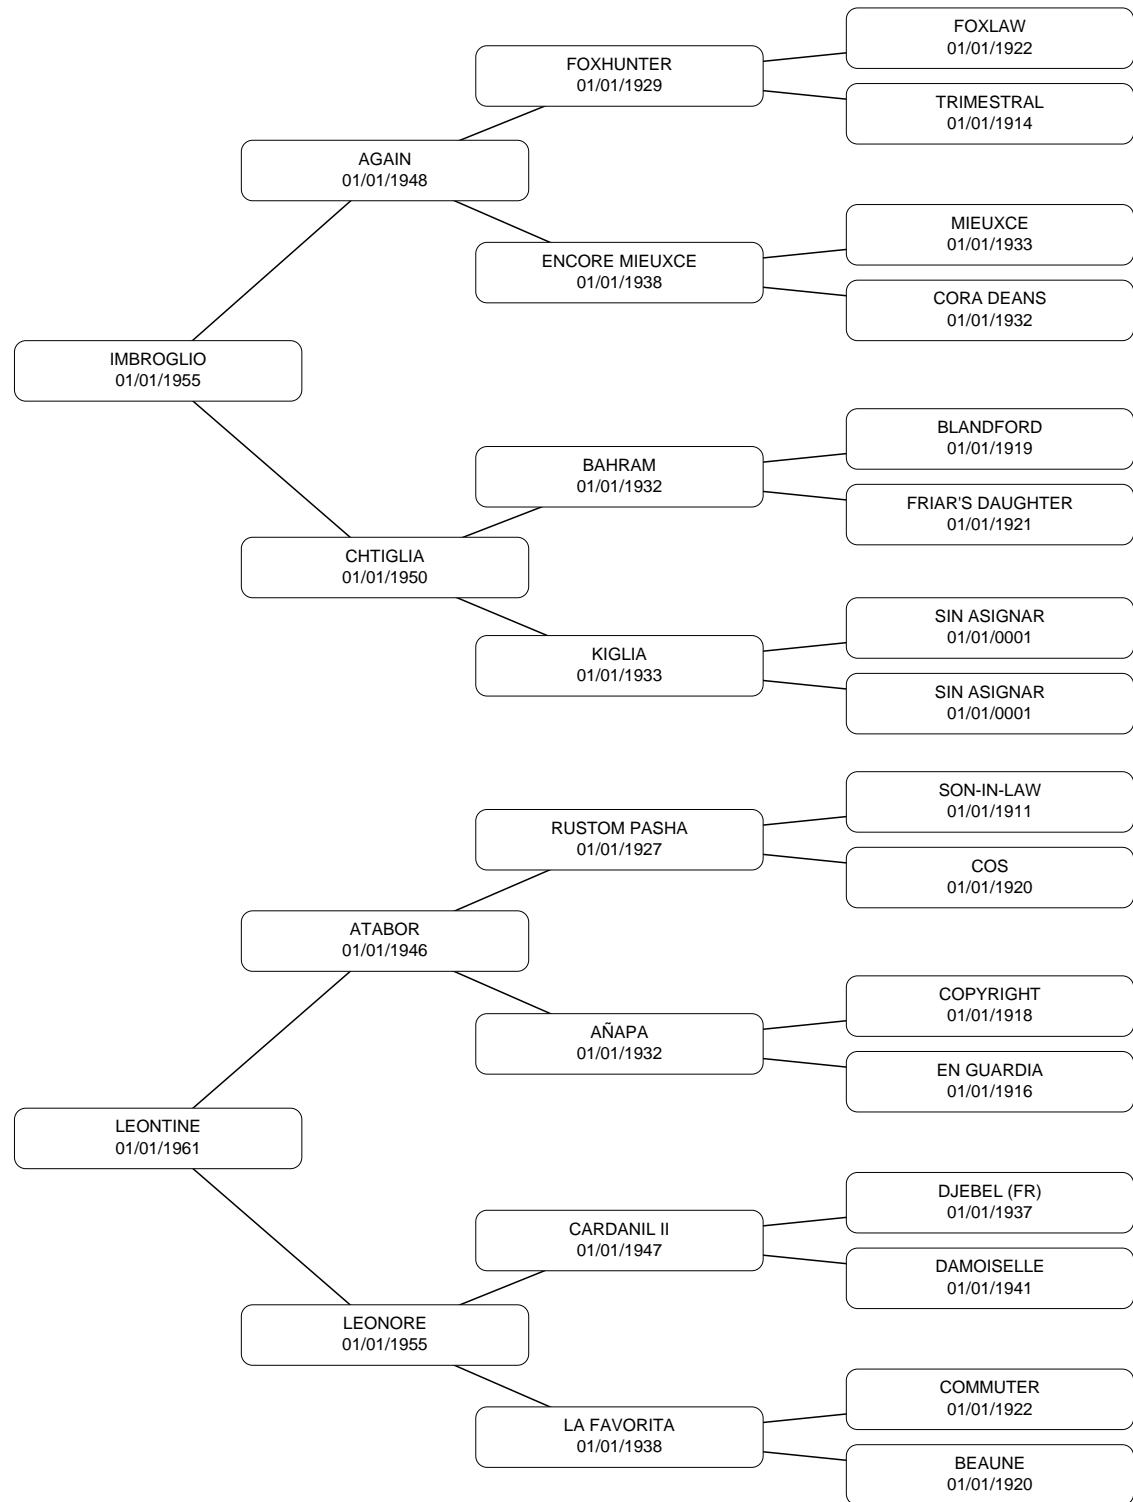 FOXLAW
01/01/1922
FOXHUNTER
01/01/1929
TRIMESTRAL
01/01/1914
AGAIN
01/01/1948
MIEUXCE
01/01/1933
ENCORE MIEUXCE
01/01/1938
CORA DEANS
01/01/1932
IMBROGLIO
01/01/1955
BLANDFORD
01/01/1919
BAHRAM
01/01/1932
FRIAR'S DAUGHTER
01/01/1921
CHTIGLIA
01/01/1950
SIN ASIGNAR
01/01/0001
KIGLIA
01/01/1933
SIN ASIGNAR
01/01/0001
SON-IN-LAW
01/01/1911
RUSTOM PASHA
01/01/1927
COS
01/01/1920
ATABOR
01/01/1946
COPYRIGHT
01/01/1918
AÑAPA
01/01/1932
EN GUARDIA
01/01/1916
LEONTINE
01/01/1961
DJEBEL (FR)
01/01/1937
CARDANIL II
01/01/1947
DAMOISELLE
01/01/1941
LEONORE
01/01/1955
COMMUTER
01/01/1922
LA FAVORITA
01/01/1938
BEAUNE
01/01/1920